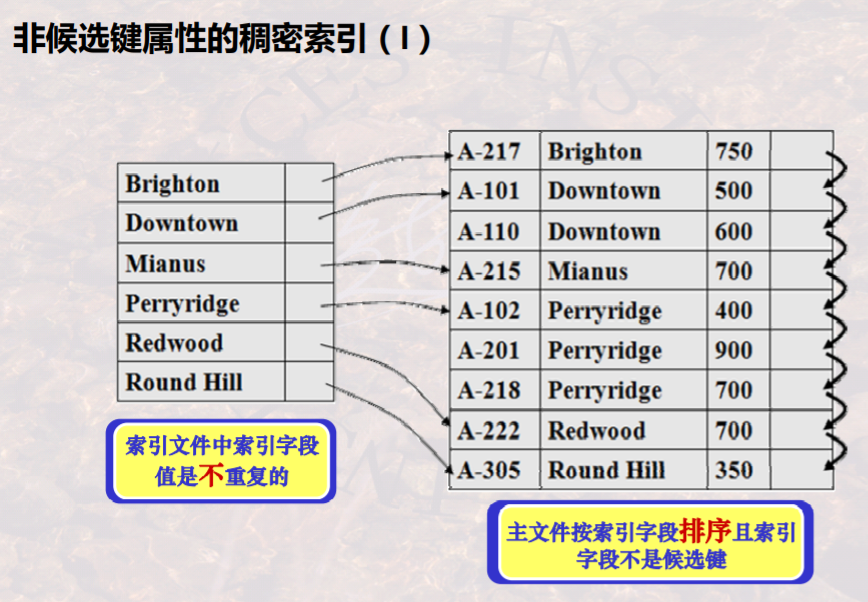 非候选键属性的稠密索引（I）
Brighton
Downtown
Mianus
Perryridge
Redwood
Round Hill
A-217 Brighton 750
A-101 Downtown 500
A-110 Downtown 600
A-215 Mianus 700
A-102 Perryridge 400
A-201 Perryridge 900
A-218 Perryridge 700
A-222 Redwood 700
A-305 Round Hill 350
索引文件中索引字段
值是不重复的
主文件按索引字段排序且索引
字段不是候选键